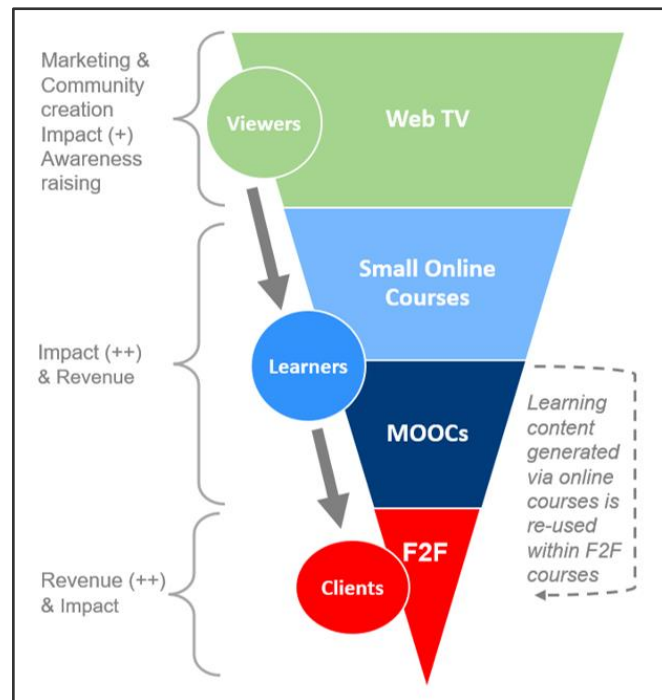 Marketing &
Community
creation
Impact (+)
Awareness
raising
Viewers
Web TV
Small Online
Courses
Impact (++)
& Revenue
Learners
MOOCs
Learning
content
generated
via online
courses is
re-used
within F2F
courses
F2F
Revenue (++)
& Impact
Clients